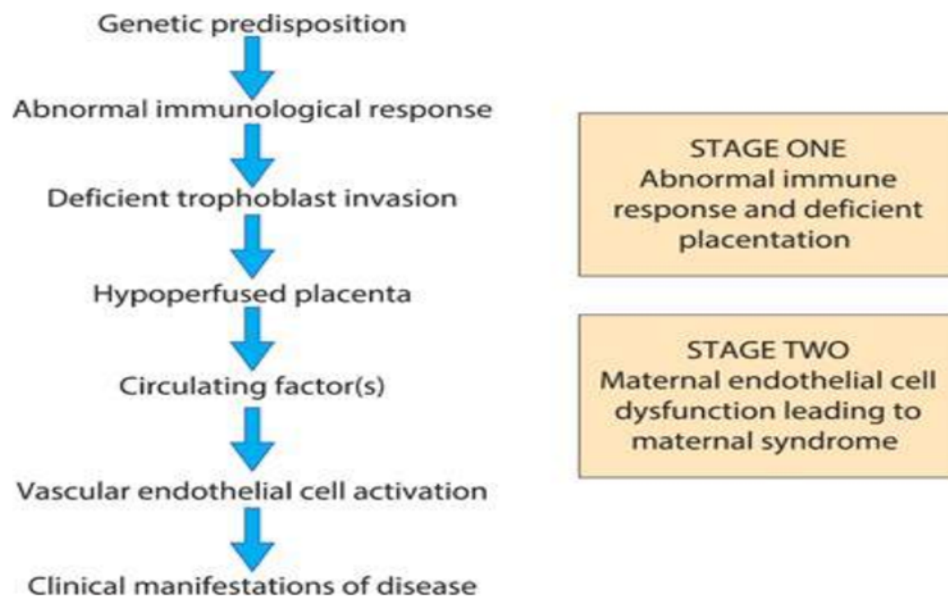 Genetic predisposition
Abnormal immunological response
Deficient trophoblast invasion
Hypoperfused placenta
Circulating factor(s)
Vascular endothelial cell activation
Clinical manifestations of disease
STAGE ONE
Abnormal immune
response and deficient
placentation
STAGE TWO
Maternal endothelial cell
dysfunction leading to
maternal syndrome